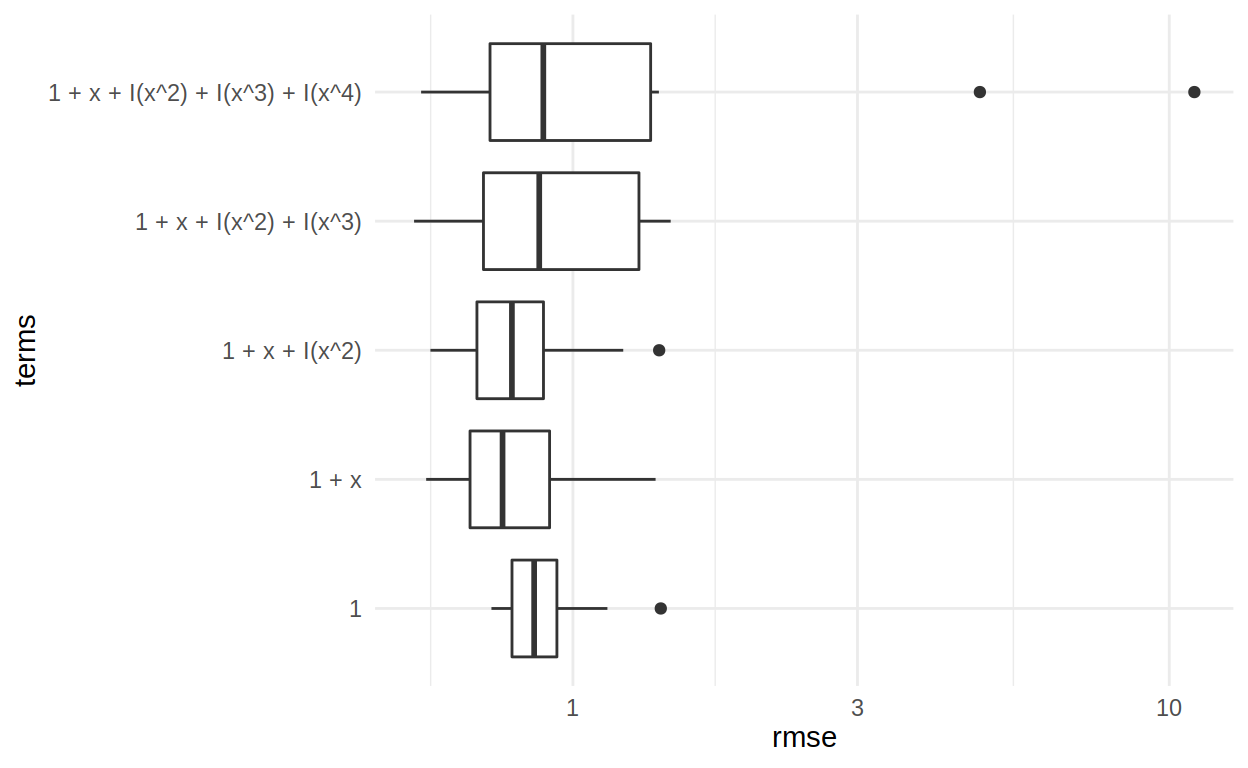 1 + x + I(x^2) + I(x^3) + I(x^4)
1 + x + I(x^2) + I(x^3)
1 + x + I(x^2)
1 + x
1
terms
1 3 10
rmse